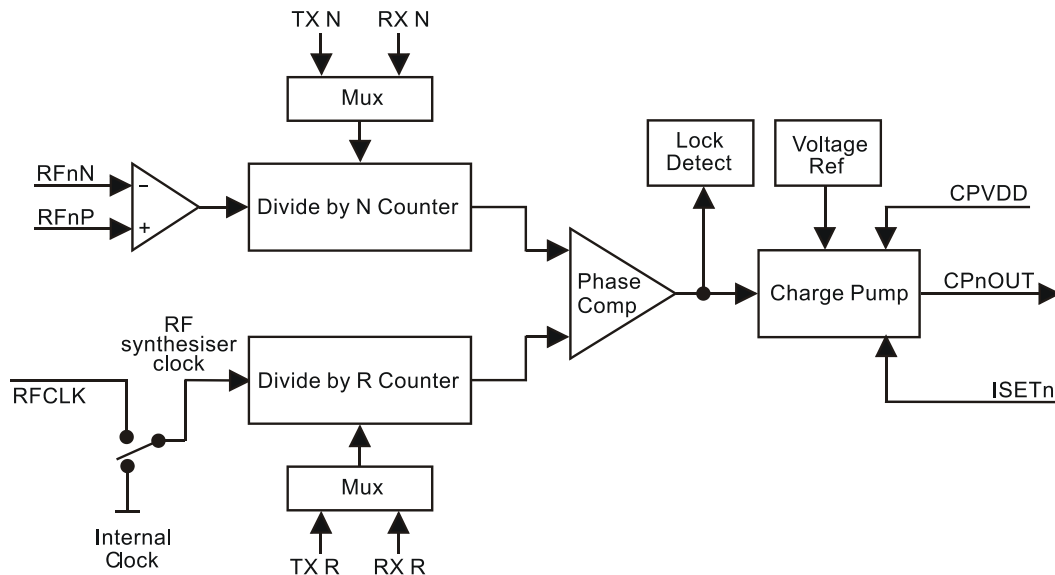 TX N
RX N
Mux
Lock
Detect
Voltage
Ref
RFnN
−
Divide by N Counter
CPVDD
RFnP
+
Phase
Comp
Charge Pump
CPnOUT
RF
synthesiser
clock
Divide by R Counter
RFCLK
ISETn
Mux
Internal
Clock
TX R
RX R